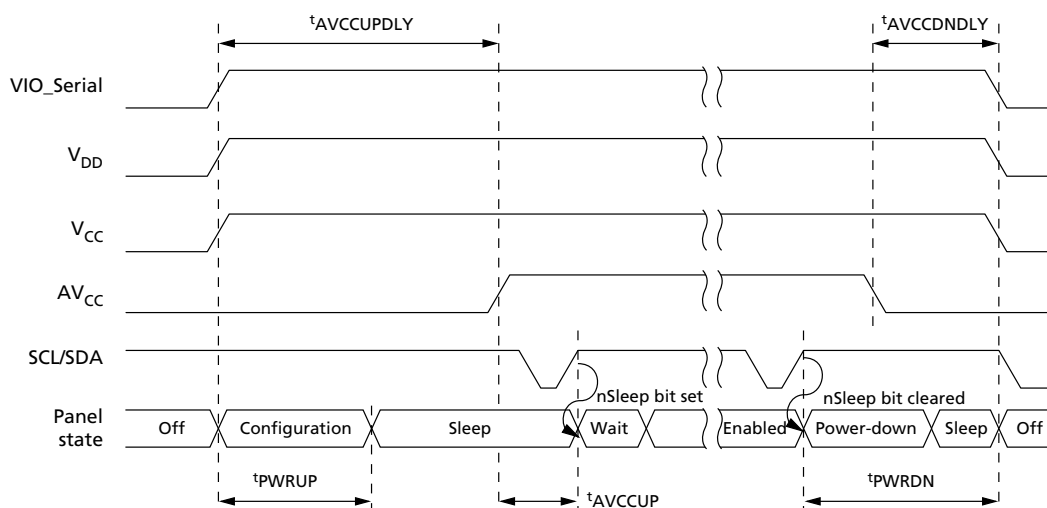 tAVCCUPDLY
tAVCCDNDLY
VIO_Serial
VDD
VCC
AVCC
SCL/SDA
nSleep bit set
nSleep bit cleared
Panel
state
Off
Configuration
Sleep
Wait
Enabled
Power-down
Sleep
Off
tPWRUP
tAVCCUP
tPWRDN